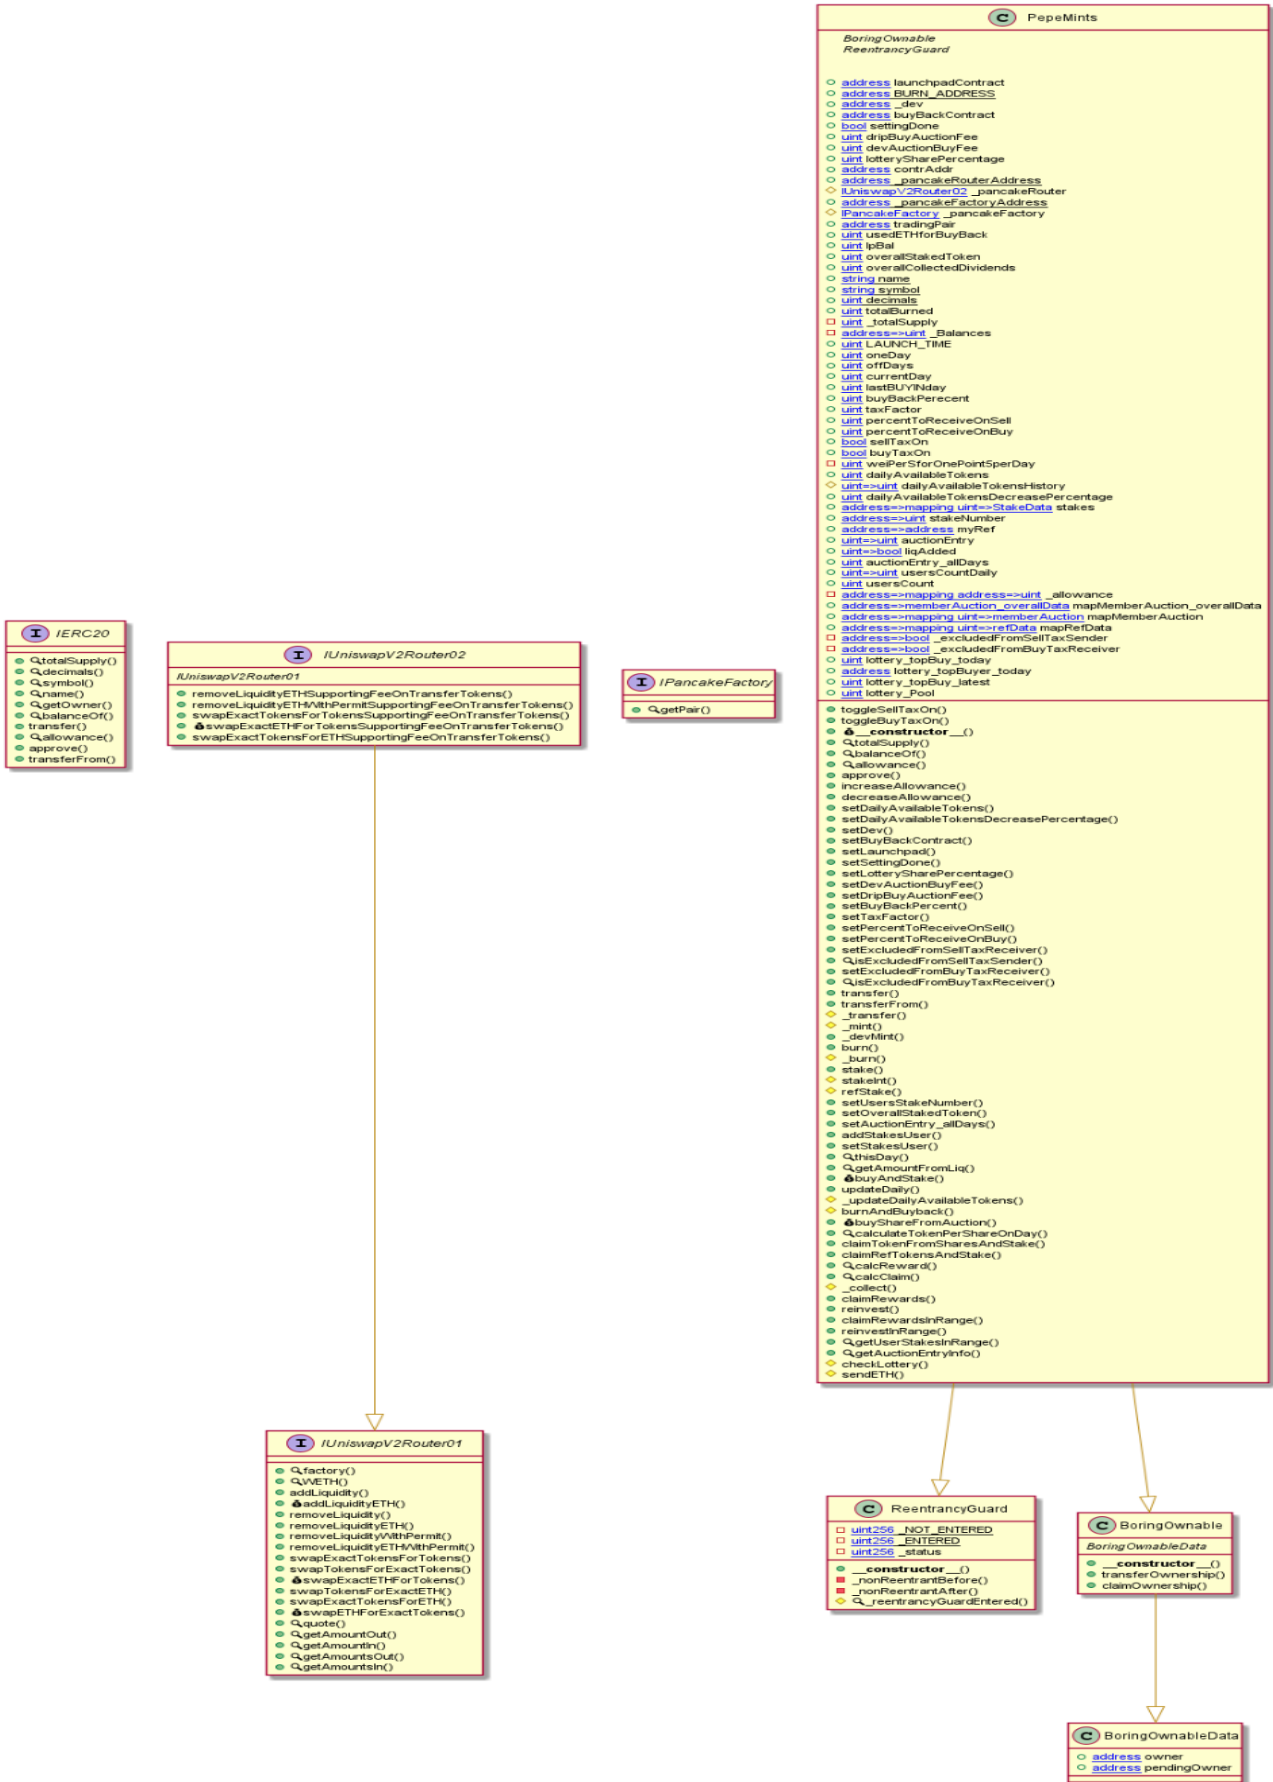 C PepeMints
BoringOwnable
ReentrancyGuard
address launchpadContract
address BURN_ADDRESS
address _dev
address buyBackContract
bool settingDone
uint dripBuyAuctionFee
uint devAuctionBuyFee
uint lotterySharePercentage
address contrAddr
address _pancakeRouterAddress
IUniswapV2Router02 _pancakeRouter
address _pancakeFactoryAddress
IPancakeFactory _pancakeFactory
address tradingPair
uint usedETHforBuyBack
uint lpBal
uint overallStakedToken
uint overallCollectedDividends
string name
string symbol
uint decimals
uint totalBurned
uint _totalSupply
address=>uint _Balances
uint LAUNCH_TIME
uint oneDay
uint offDays
uint currentDay
uint lastBUYINday
uint buyBackPerecent
uint taxFactor
uint percentToReceiveOnSell
uint percentToReceiveOnBuy
bool sellTaxOn
bool buyTaxOn
uint weiPerSforOnePoint5perDay
uint dailyAvailableTokens
uint=>uint dailyAvailableTokensHistory
uint dailyAvailableTokensDecreasePercentage
address=>mapping uint=>StakeData stakes
address=>uint stakeNumber
address=>address myRef
uint=>uint auctionEntry
uint=>bool liqAdded
uint auctionEntry_allDays
uint=>uint usersCountDaily
uint usersCount
address=>mapping address=>uint _allowance
address=>memberAuction_overallData mapMemberAuction_overallData
address=>mapping uint=>memberAuction mapMemberAuction
address=>mapping uint=>refData mapRefData
address=>bool _excludedFromSellTaxSender
address=>bool _excludedFromBuyTaxReceiver
uint lottery_topBuy_today
address lottery_topBuyer_today
uint lottery_topBuy_latest
uint lottery_Pool
toggleSellTaxOn()
toggleBuyTaxOn()
__constructor__()
totalSupply()
balanceOf()
allowance()
approve()
increaseAllowance()
decreaseAllowance()
setDailyAvailableTokens()
setDailyAvailableTokensDecreasePercentage()
setDev()
setBuyBackContract()
setLaunchpad()
setSettingDone()
setLotterySharePercentage()
setDevAuctionBuyFee()
setDripBuyAuctionFee()
setBuyBackPercent()
setTaxFactor()
setPercentToReceiveOnSell()
setPercentToReceiveOnBuy()
setExcludedFromSellTaxReceiver()
isExcludedFromSellTaxSender()
setExcludedFromBuyTaxReceiver()
isExcludedFromBuyTaxReceiver()
transfer()
transferFrom()
_transfer()
_mint()
_devMint()
burn()
_burn()
stake()
stakeInt()
refStake()
setUsersStakeNumber()
setOverallStakedToken()
setAuctionEntry_allDays()
addStakesUser()
setStakesUser()
thisDay()
getAmountFromLiq()
buyAndStake()
updateDaily()
_updateDailyAvailableTokens()
burnAndBuyback()
buyShareFromAuction()
calculateTokenPerShareOnDay()
claimTokenFromSharesAndStake()
claimRefTokensAndStake()
calcReward()
calcClaim()
_collect()
claimRewards()
reinvest()
claimRewardsInRange()
reinvestInRange()
getUserStakesInRange()
getAuctionEntryInfo()
checkLottery()
sendETH()
I IERC20
totalSupply()
decimals()
symbol()
name()
getOwner()
balanceOf()
transfer()
allowance()
approve()
transferFrom()
I IUniswapV2Router02
IUniswapV2Router01
removeLiquidityETHSupportingFeeOnTransferTokens()
removeLiquidityETHWithPermitSupportingFeeOnTransferTokens()
swapExactTokensForTokensSupportingFeeOnTransferTokens()
swapExactETHForTokensSupportingFeeOnTransferTokens()
swapExactTokensForETHSupportingFeeOnTransferTokens()
I IPancakeFactory
getPair()
I IUniswapV2Router01
factory()
WETH()
addLiquidity()
addLiquidityETH()
removeLiquidity()
removeLiquidityETH()
removeLiquidityWithPermit()
removeLiquidityETHWithPermit()
swapExactTokensForTokens()
swapTokensForExactTokens()
swapExactETHForTokens()
swapTokensForExactETH()
swapExactTokensForETH()
swapETHForExactTokens()
quote()
getAmountOut()
getAmountIn()
getAmountsOut()
getAmountsIn()
C ReentrancyGuard
uint256 _NOT_ENTERED
uint256 _ENTERED
uint256 _status
__constructor__()
_nonReentrantBefore()
_nonReentrantAfter()
_reentrancyGuardEntered()
C BoringOwnable
BoringOwnableData
__constructor__()
transferOwnership()
claimOwnership()
C BoringOwnableData
address owner
address pendingOwner